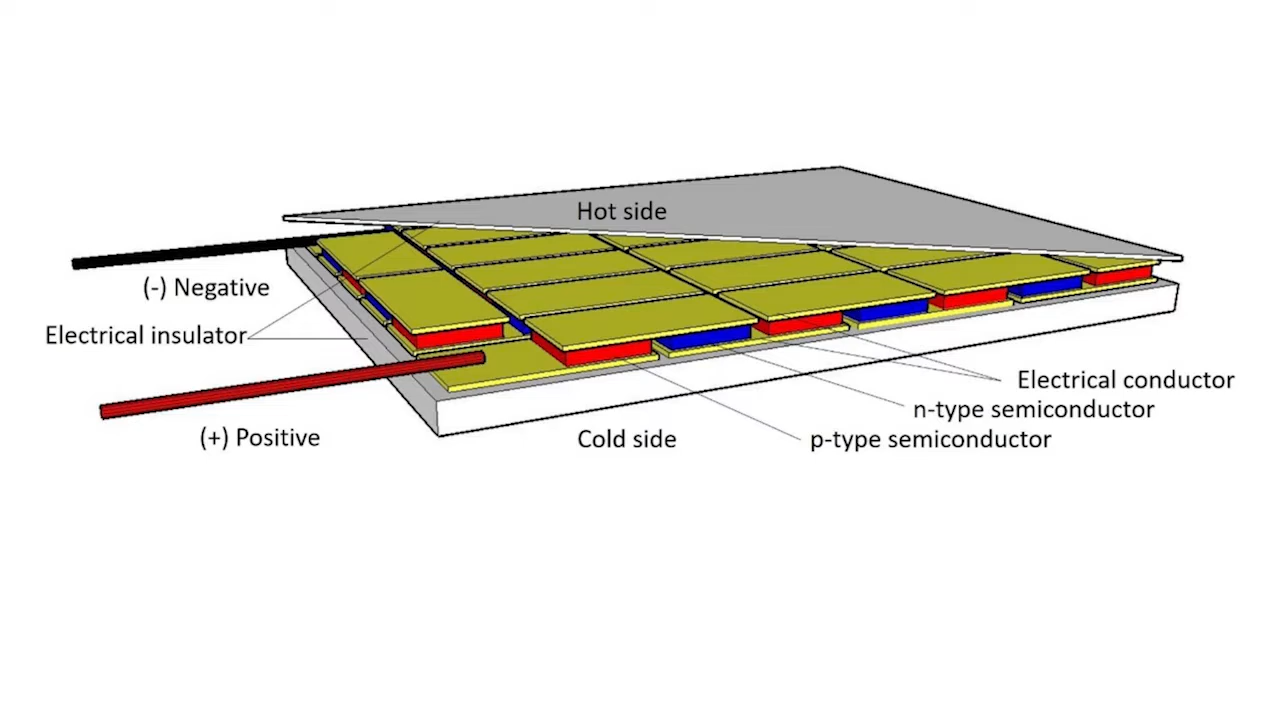 Hot side
(-) Negative
Electrical insulator
Electrical conductor
n-type semiconductor
(+) Positive
Cold side
p-type semiconductor